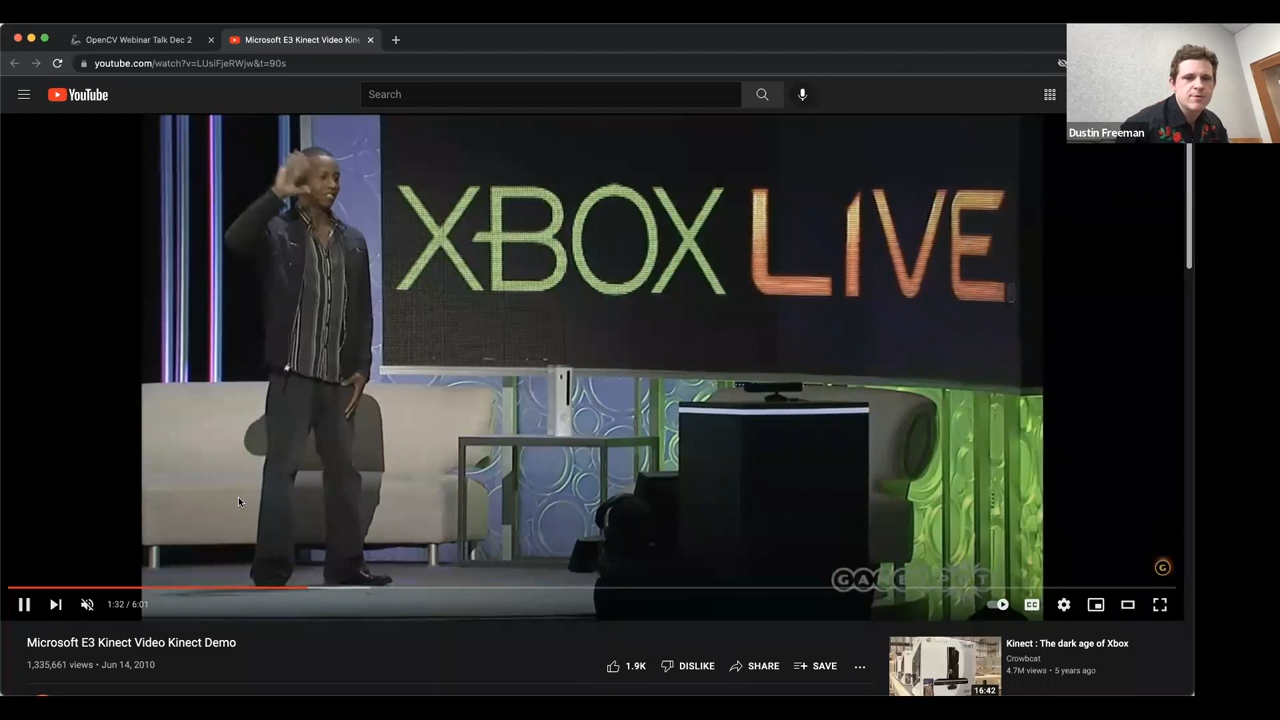 OpenCV Webinar Talk Dec 2
Microsoft E3 Kinect Video Kin
youtube.com/watch?v=LUsiFjeRWjw&t=90s
YouTube
Search
Dustin Freeman
XBOX LIVE
GAMESPOT
G
1:32 / 6:01
CC
Microsoft E3 Kinect Video Kinect Demo
1,335,661 views • Jun 14, 2010
1.9K
DISLIKE
SHARE
SAVE
Kinect : The dark age of Xbox
Crowbcat
4.7M views • 5 years ago
16:42